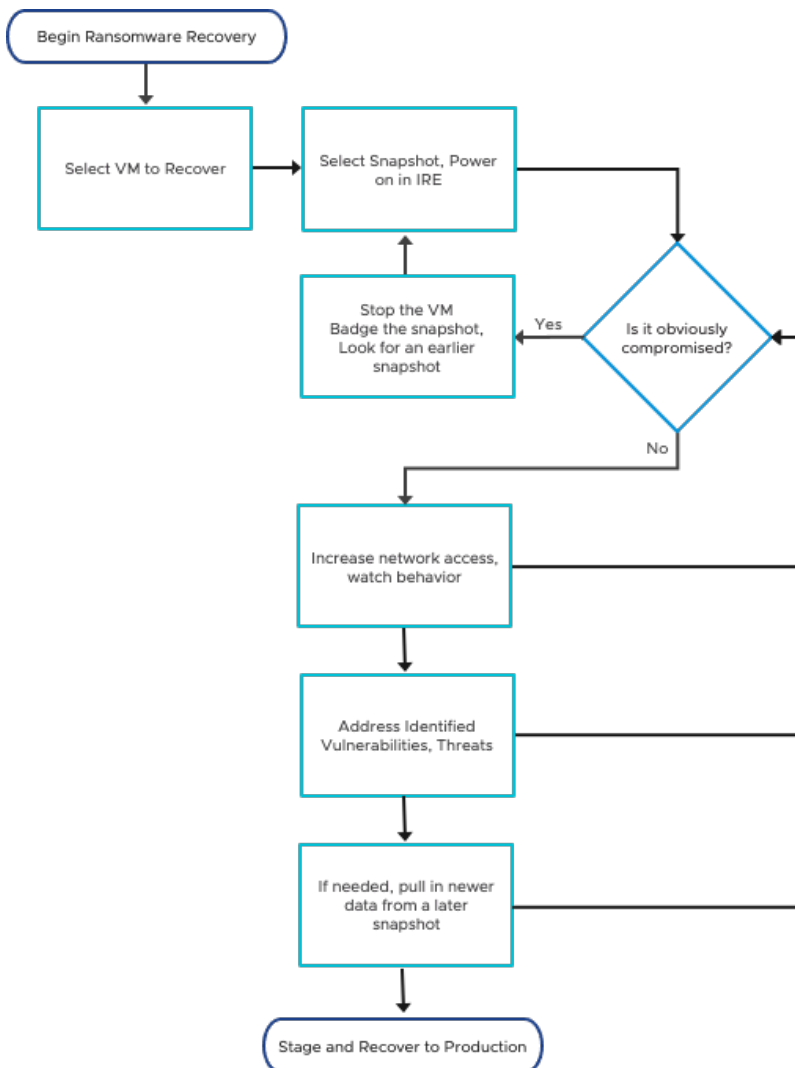 Begin Ransomware Recovery
Select VM to Recover
Select Snapshot, Power
on in IRE
Stop the VM
Badge the snapshot,
Look for an earlier
snapshot
Yes
Is it obviously
compromised?
No
Increase network access,
watch behavior
Address Identified
Vulnerabilities, Threats
If needed, pull in newer
data from a later
snapshot
Stage and Recover to Production